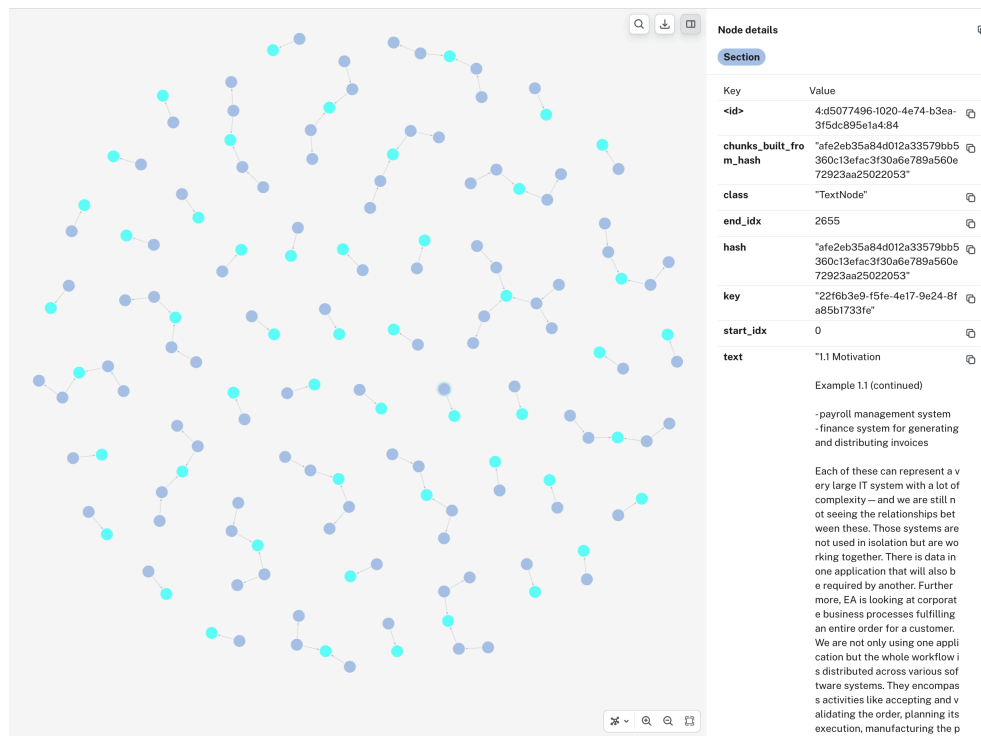 Node details
Section
Key Value
<id> 4:d5077496-1020-4e74-b3ea-
3f5dc895e1a4:84
chunks_built_fro "afe2eb35a84d012a33579bb5
m_hash 360c13efac3f30a6e789a560e
72923aa25022053"
class "TextNode"
end_idx 2655
hash "afe2eb35a84d012a33579bb5
360c13efac3f30a6e789a560e
72923aa25022053"
key "22f6b3e9-f5fe-4e17-9e24-8f
a85b1733fe"
start_idx 0
text "1.1 Motivation
Example 1.1 (continued)
- payroll management system
- finance system for generating
and distributing invoices
Each of these can represent a v
ery large IT system with a lot of
complexity — and we are still n
ot seeing the relationships bet
ween these. Those systems are
not used in isolation but are wo
rking together. There is data in
one application that will also b
e required by another. Further
more, EA is looking at corporat
e business processes fulfilling
an entire order for a customer.
We are not only using one appli
cation but the whole workflow i
s distributed across various sof
tware systems. They encompas
s activities like accepting and v
alidating the order, planning its
execution, manufacturing the p